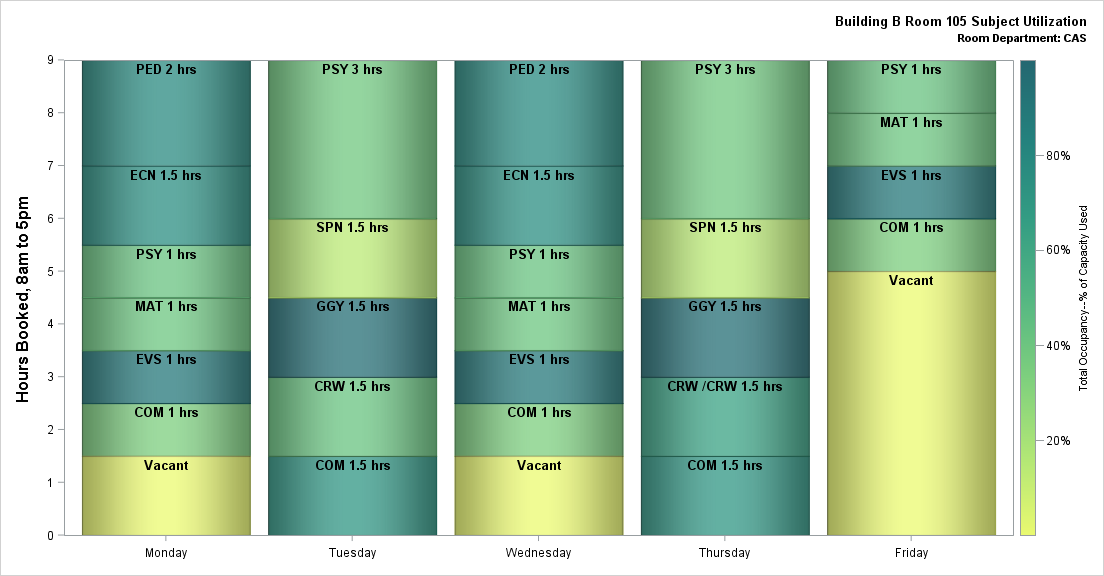 Building B Room 105 Subject Utilization
Room Department: CAS
Hours Booked, 8am to 5pm
9
8
7
6
5
4
3
2
1
0
PED 2 hrs
ECN 1.5 hrs
PSY 1 hrs
MAT 1 hrs
EVS 1 hrs
COM 1 hrs
Vacant
Monday
PSY 3 hrs
SPN 1.5 hrs
GGY 1.5 hrs
CRW 1.5 hrs
COM 1.5 hrs
Tuesday
PED 2 hrs
ECN 1.5 hrs
PSY 1 hrs
MAT 1 hrs
EVS 1 hrs
COM 1 hrs
Vacant
Wednesday
PSY 3 hrs
SPN 1.5 hrs
GGY 1.5 hrs
CRW /CRW 1.5 hrs
COM 1.5 hrs
Thursday
PSY 1 hrs
MAT 1 hrs
EVS 1 hrs
COM 1 hrs
Vacant
Friday
80%
60%
40%
20%
Total Occupancy--% of Capacity Used